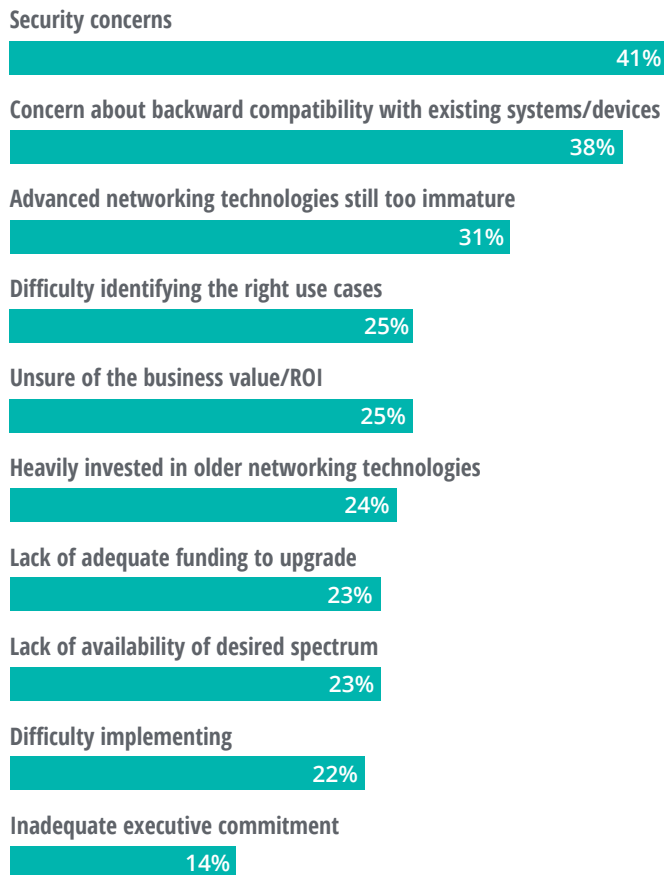 Security concerns
41%
Concern about backward compatibility with existing systems/devices
38%
Advanced networking technologies still too immature
31%
Difficulty identifying the right use cases
25%
Unsure of the business value/ROI
25%
Heavily invested in older networking technologies
24%
Lack of adequate funding to upgrade
23%
Lack of availability of desired spectrum
23%
Difficulty implementing
22%
Inadequate executive commitment
14%